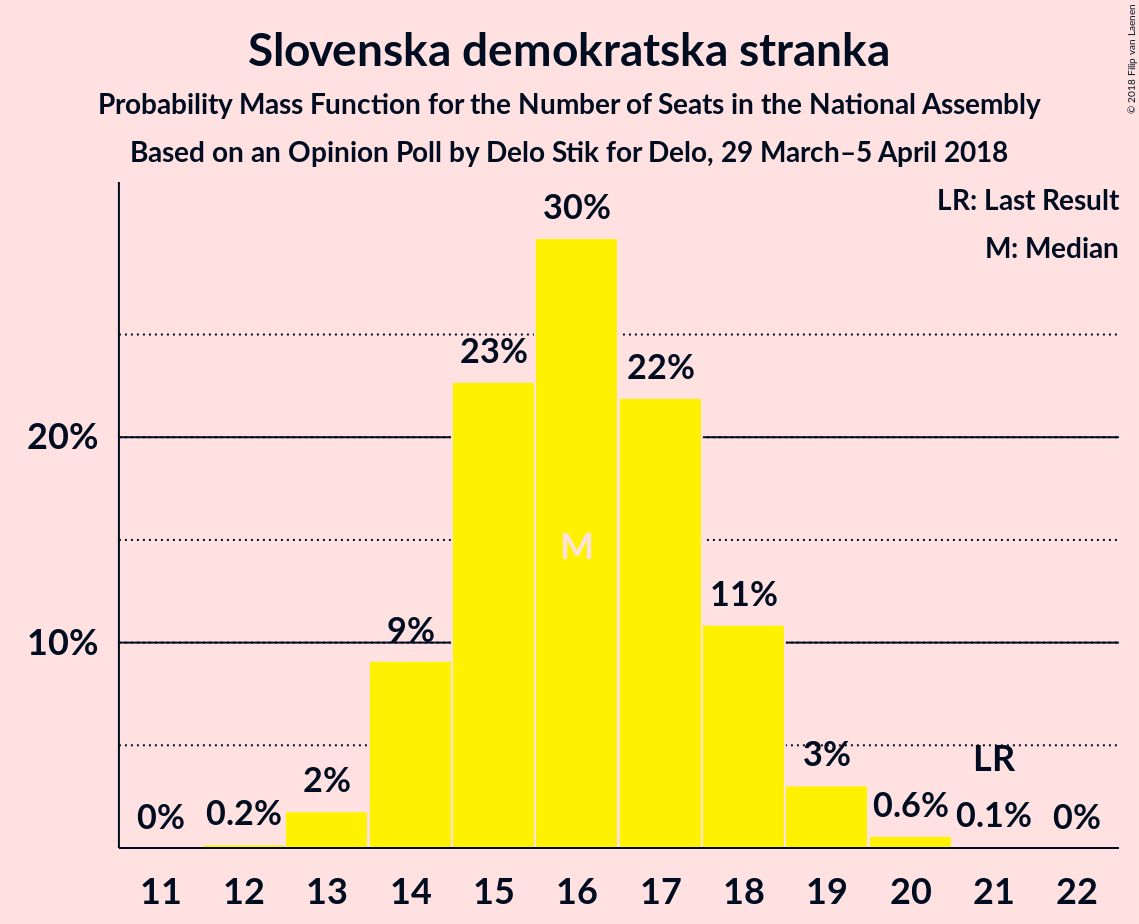 Slovenska demokratska stranka
Probability Mass Function for the Number of Seats in the National Assembly
Based on an Opinion Poll by Delo Stik for Delo, 29 March–5 April 2018
© 2018 Filip van Laenen
LR: Last Result
M: Median
30%
23%
22%
20%
M
11%
9%
10%
3%
LR
2%
0%
0.2%
0.6%
0.1%
0%
11 12 13 14 15 16 17 18 19 20 21 22